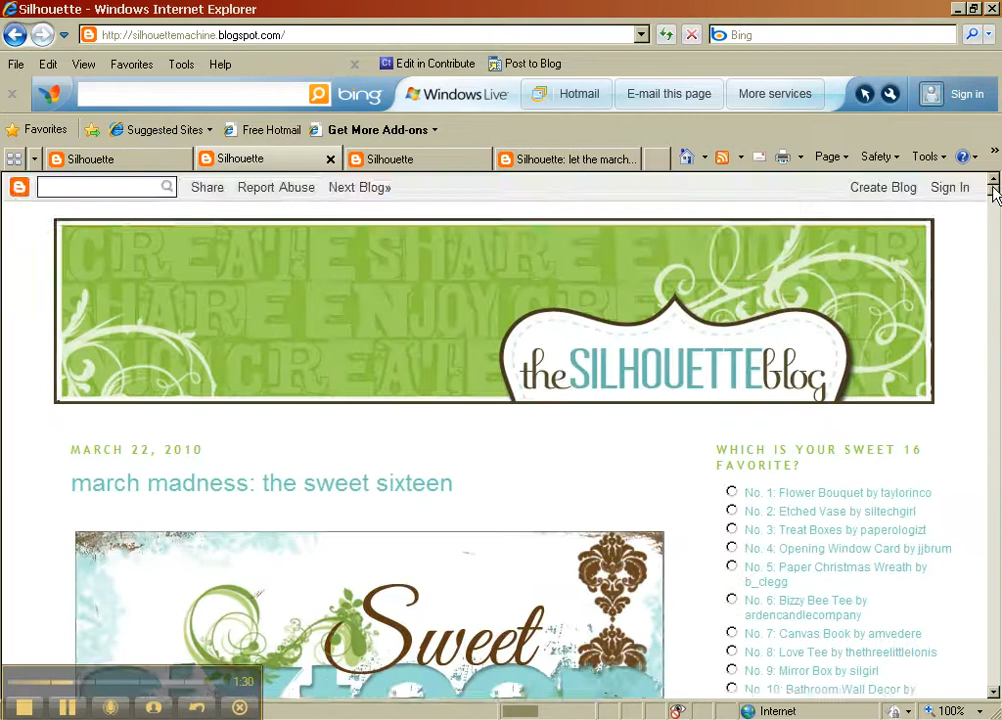 Silhouette - Windows Internet Explorer
http://silhouettemachine.blogspot.com/
Bing
File Edit View Favorites Tools Help
Edit in Contribute Post to Blog
bing Windows Live Hotmail E-mail this page More services Sign in
Favorites Suggested Sites Free Hotmail Get More Add-ons
Silhouette Silhouette Silhouette Silhouette: let the march... Page Safety Tools
Share Report Abuse Next Blog» Create Blog Sign In
CREATE SHARE ENJOY CR
HARE ENJOY CRE
JOY CREATE
the SILHOUETTE blog
MARCH 22, 2010
march madness: the sweet sixteen
Sweet
WHICH IS YOUR SWEET 16
FAVORITE?
No. 1: Flower Bouquet by taylorinco
No. 2: Etched Vase by siltechgirl
No. 3: Treat Boxes by paperologizt
No. 4: Opening Window Card by jjbrum
No. 5: Paper Christmas Wreath by
b_clegg
No. 6: Bizzy Bee Tee by
ardencandlecompany
No. 7: Canvas Book by amvedere
No. 8: Love Tee by thethreelittlelonis
No. 9: Mirror Box by silgirl
No. 10: Bathroom Wall Decor by
1:30
Internet 100%